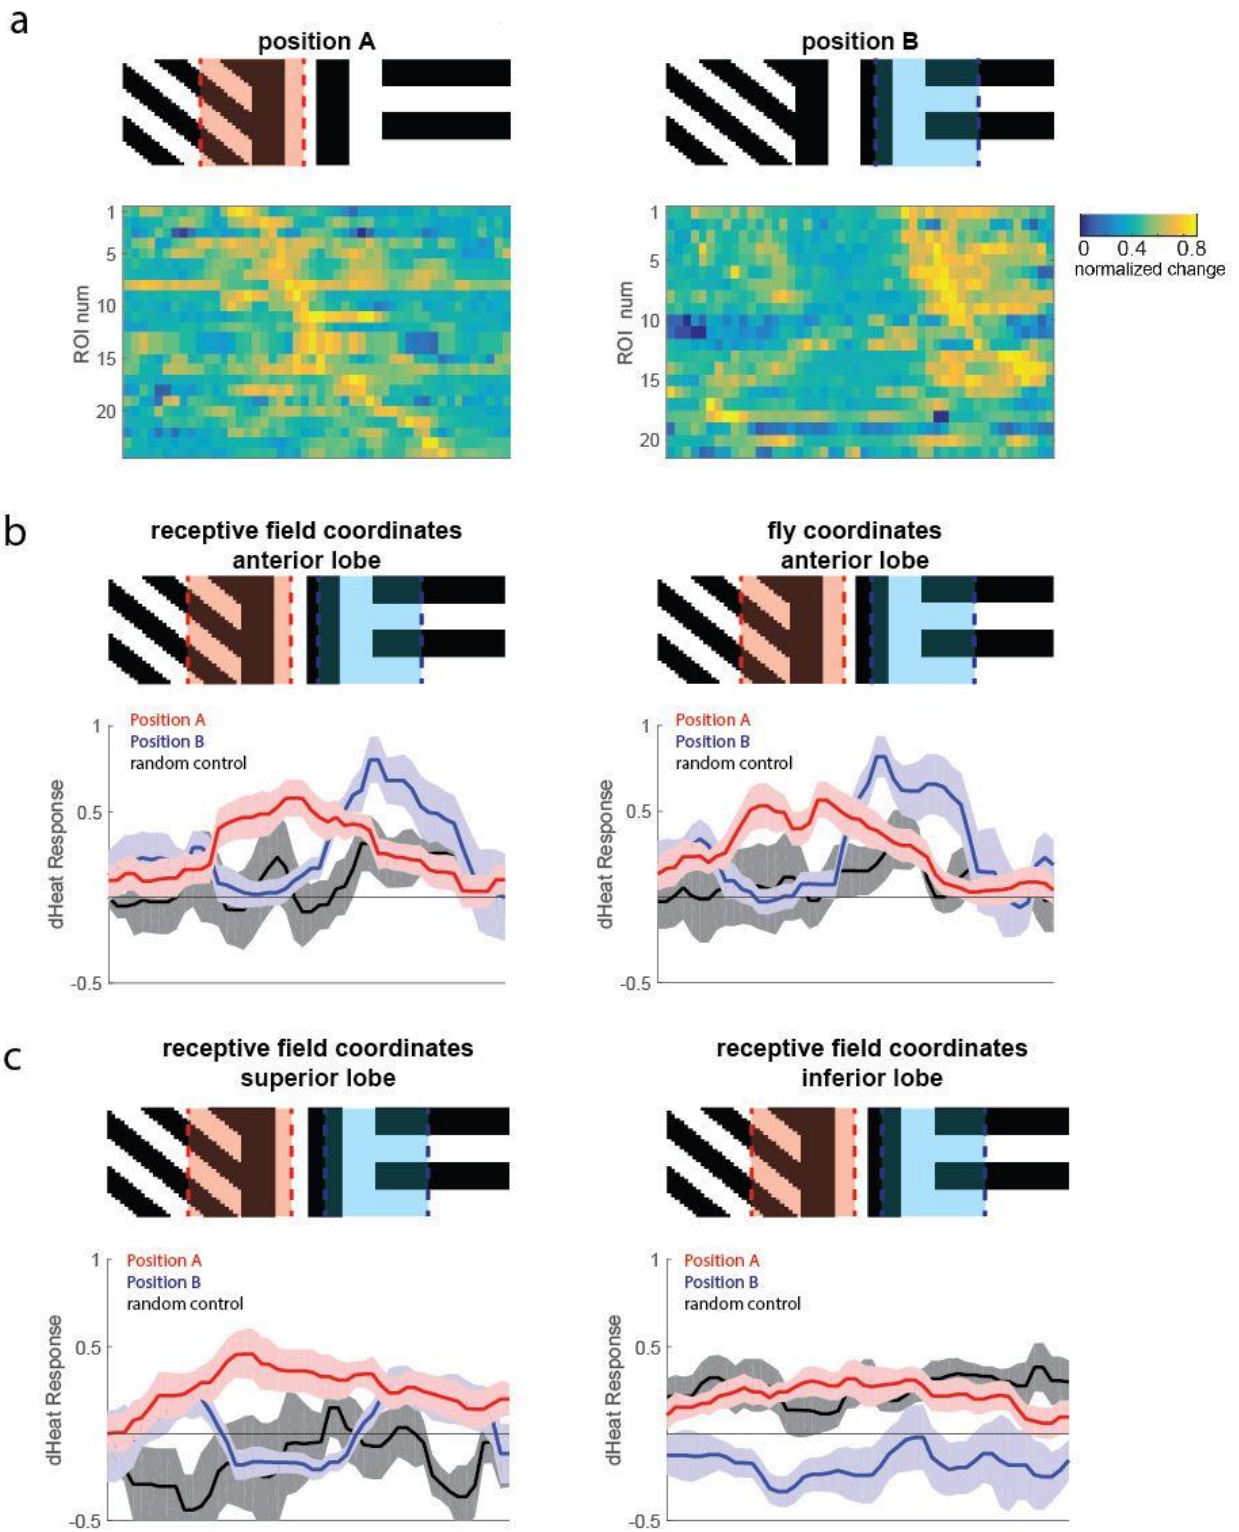 a
position A
position B
1
5
10
15
20
ROI num
1
5
10
15
20
ROI num
0 0.4 0.8
normalized change
b
receptive field coordinates
anterior lobe
fly coordinates
anterior lobe
1
0.5
-0.5
dHeat Response
Position A
Position B
random control
1
0.5
-0.5
dHeat Response
Position A
Position B
random control
c
receptive field coordinates
superior lobe
receptive field coordinates
inferior lobe
1
0.5
-0.5
dHeat Response
Position A
Position B
random control
1
0.5
-0.5
dHeat Response
Position A
Position B
random control